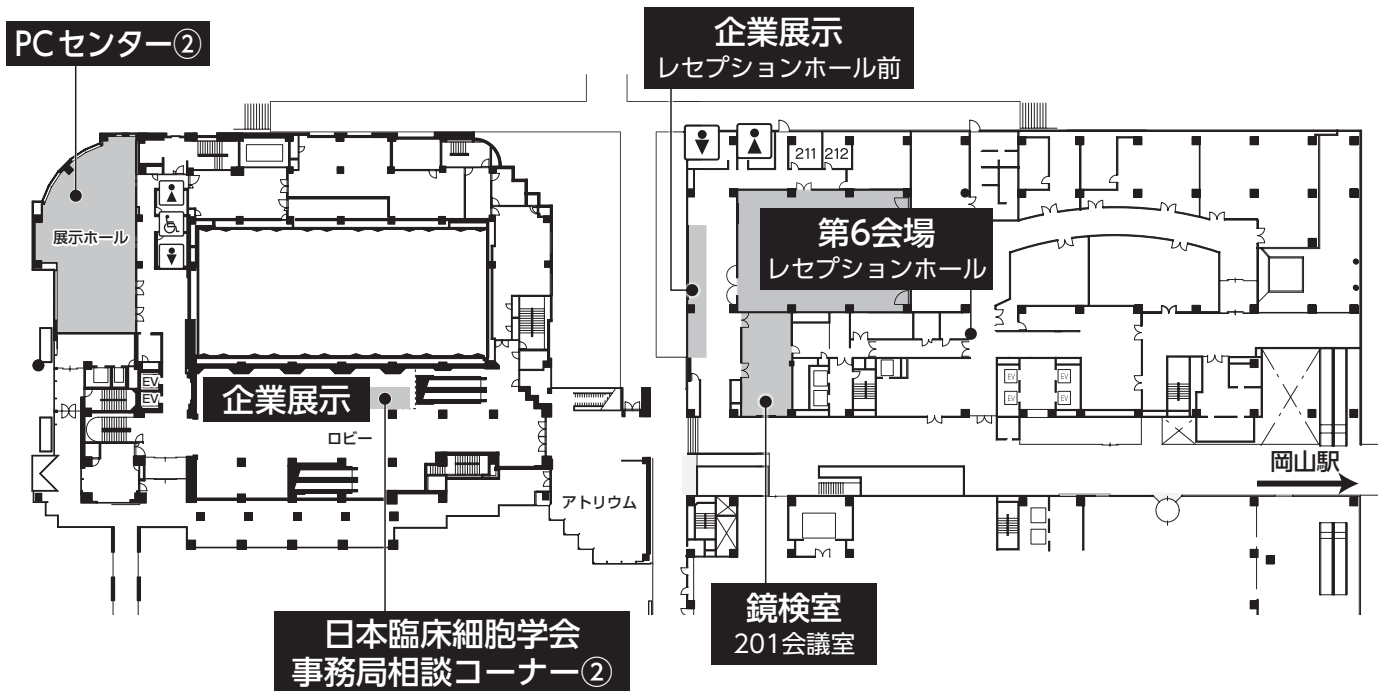 PCセンター②
企業展示
レセプションホール前
211
212
展示ホール
第6会場
レセプションホール
EV
EV
企業展示
ロビー
EV
EV
EV
EV
岡山駅
アトリウム
鏡検室
201会議室
日本臨床細胞学会
事務局相談コーナー②